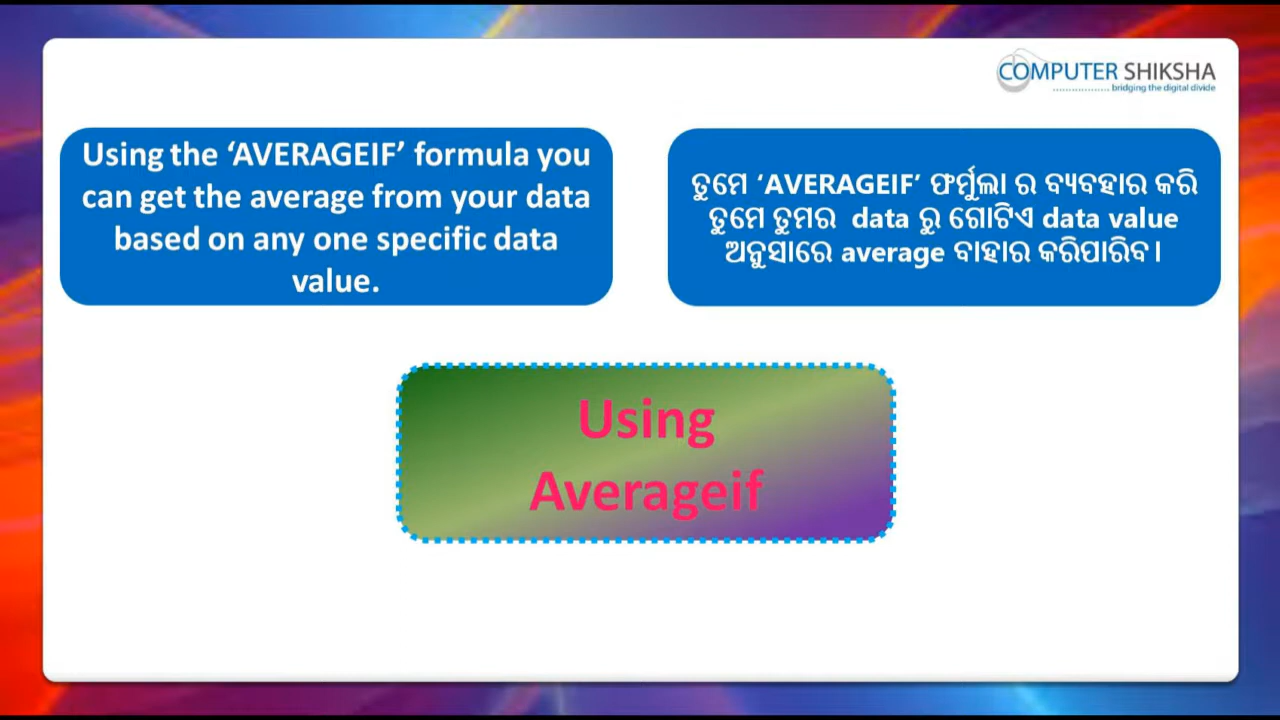 COMPUTER SHIKSHA
bridging the digital divide
Using the ‘AVERAGEIF’ formula you
can get the average from your data
based on any one specific data
value.
ତୁମେ ‘AVERAGEIF’ ଫର୍ମୁଲା ର ବ୍ୟବହାର କରି
ତୁମେ ତୁମର data ରୁ ଗୋଟିଏ data value
ଅନୁସାରେ average ବାହାର କରିପାରିବ।
Using
Averageif